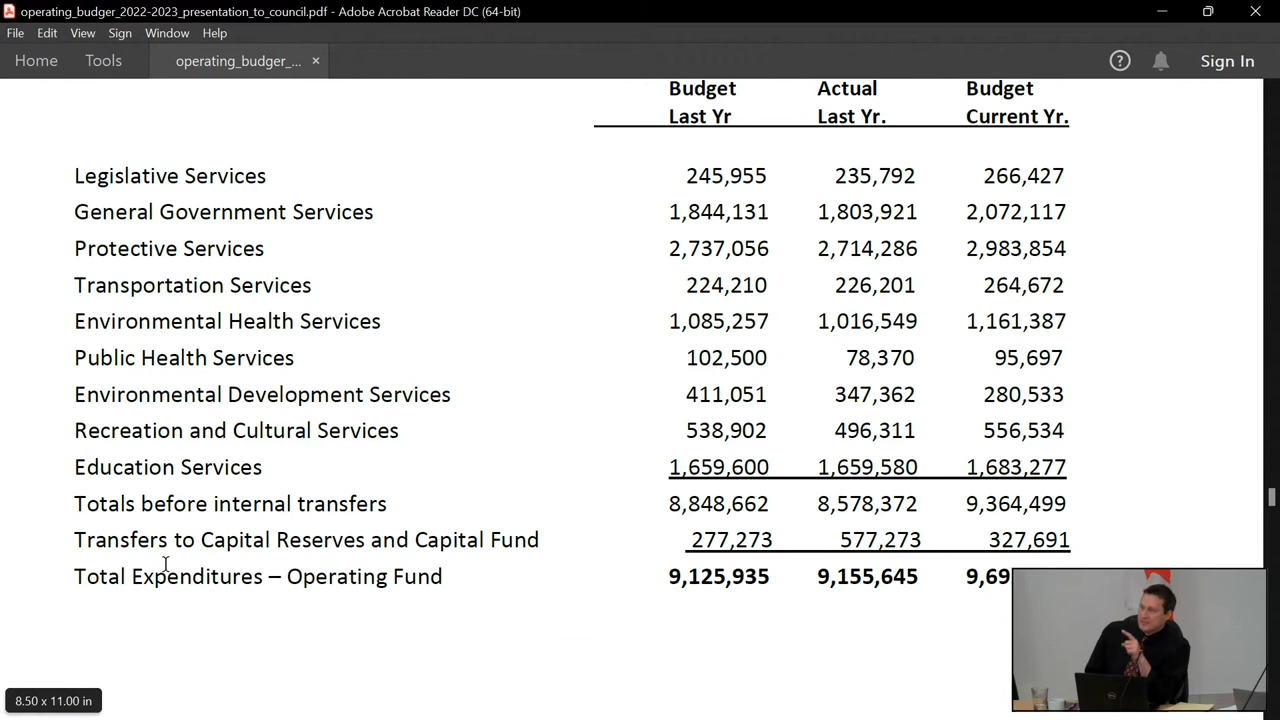 operating_budget_2022-2023_presentation_to_council.pdf - Adobe Acrobat Reader DC (64-bit)
File Edit View Sign Window Help
Home Tools operating_budget_... × Sign In
Budget Actual Budget
Last Yr Last Yr. Current Yr.
Legislative Services 245,955 235,792 266,427
General Government Services 1,844,131 1,803,921 2,072,117
Protective Services 2,737,056 2,714,286 2,983,854
Transportation Services 224,210 226,201 264,672
Environmental Health Services 1,085,257 1,016,549 1,161,387
Public Health Services 102,500 78,370 95,697
Environmental Development Services 411,051 347,362 280,533
Recreation and Cultural Services 538,902 496,311 556,534
Education Services 1,659,600 1,659,580 1,683,277
Totals before internal transfers 8,848,662 8,578,372 9,364,499
Transfers to Capital Reserves and Capital Fund 277,273 577,273 327,691
Total Expenditures – Operating Fund 9,125,935 9,155,645 9,69
8.50 x 11.00 in